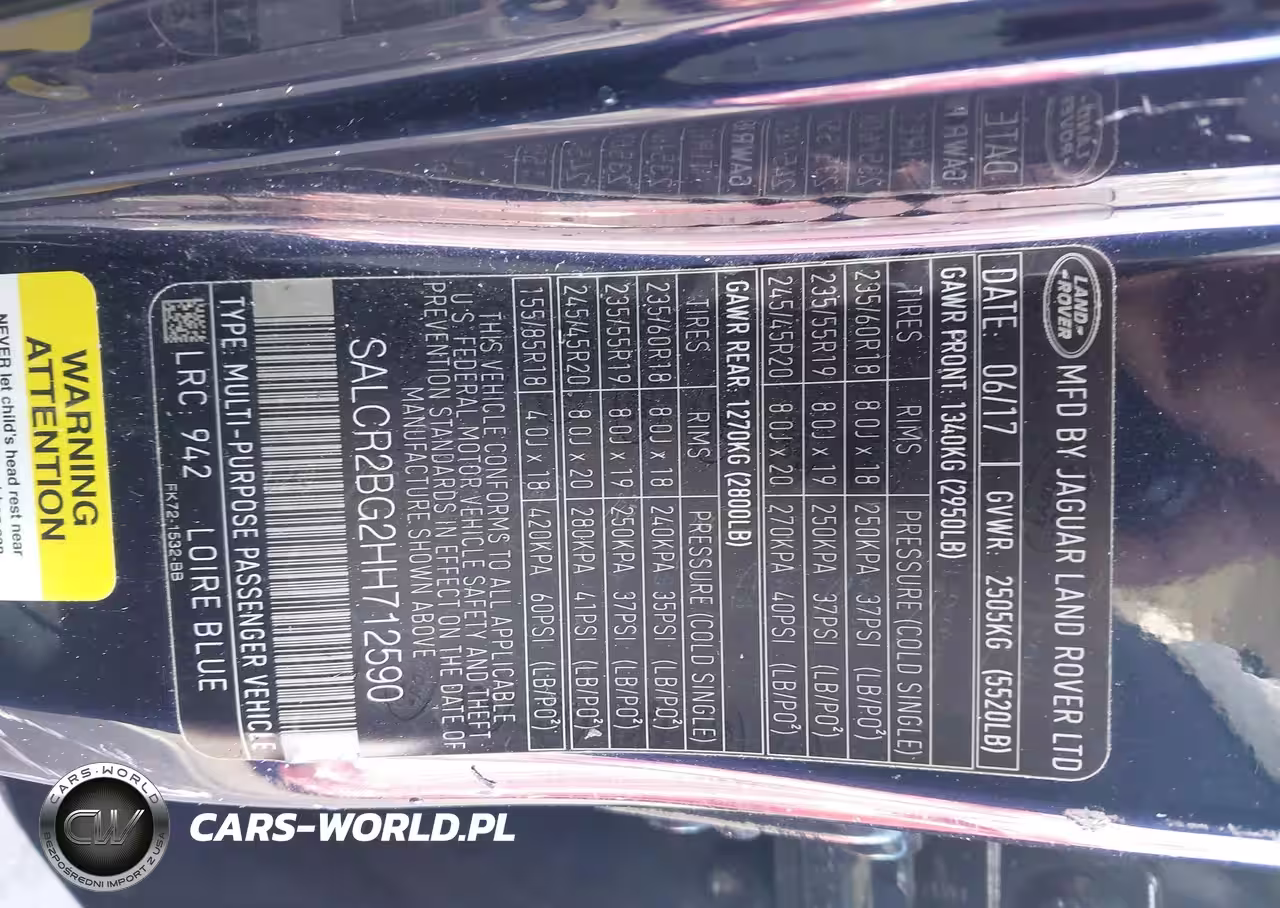 LAND ROVER
MFD BY JAGUAR LAND ROVER LTD
DATE: 06/17 GVWR: 2505KG (5520LB)
GAWR FRONT: 1340KG (2950LB)
TIRES RIMS PRESSURE (COLD SINGLE)
235/60R18 8.0J x 18 250KPA 37PSI (LB/PO²)
235/55R19 8.0J x 19 250KPA 37PSI (LB/PO²)
245/45R20 8.0J x 20 270KPA 40PSI (LB/PO²)
GAWR REAR: 1270KG (2800LB)
TIRES RIMS PRESSURE (COLD SINGLE)
235/60R18 8.0J x 18 240KPA 35PSI (LB/PO²)
235/55R19 8.0J x 19 250KPA 37PSI (LB/PO²)
245/45R20 8.0J x 20 280KPA 41PSI (LB/PO²)
155/85R18 4.0J x 18 420KPA 60PSI (LB/PO²)
THIS VEHICLE CONFORMS TO ALL APPLICABLE
U.S. FEDERAL MOTOR VEHICLE SAFETY AND THEFT
PREVENTION STANDARDS IN EFFECT ON THE DATE OF
MANUFACTURE SHOWN ABOVE
SALCR2BG2HH712590
TYPE: MULTI-PURPOSE PASSENGER VEHICLE
LRC: 942 LOIRE BLUE
FK72-1532-BB
WARNING
ATTENTION
NEVER let child's head rest near
CARS-WORLD
CW
BEZPOŚREDNI IMPORT Z USA
CARS-WORLD.PL